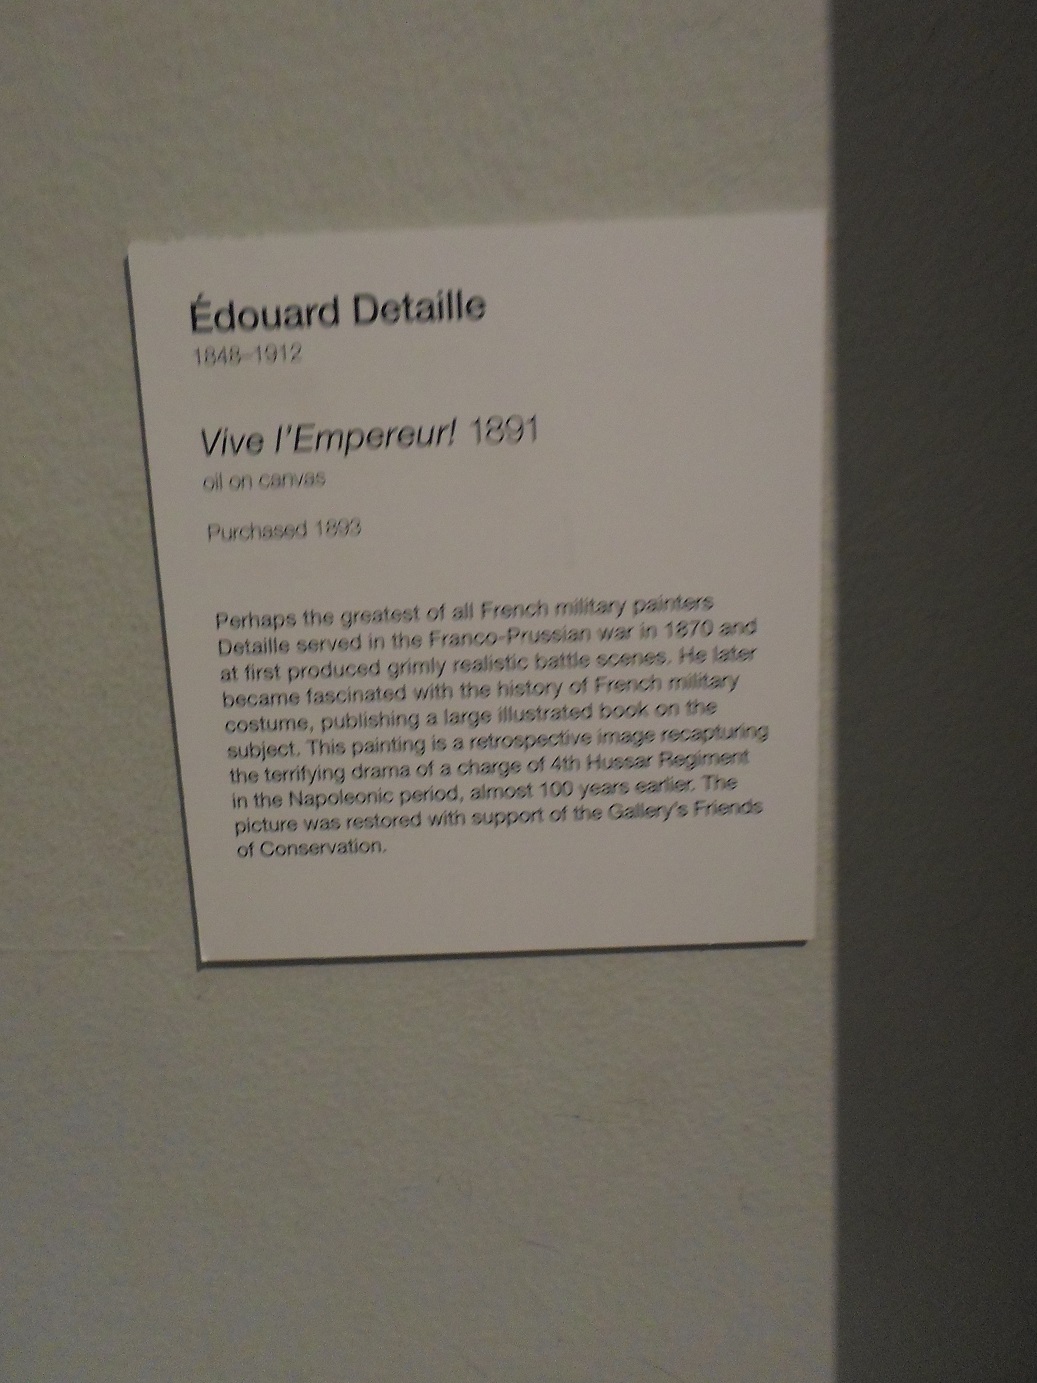 Édouard Detaille
1848–1912
Vive l'Empereur! 1891
oil on canvas
Purchased 1893
Perhaps the greatest of all French military painters
Detaille served in the Franco-Prussian war in 1870 and
at first produced grimly realistic battle scenes. He later
became fascinated with the history of French military
costume, publishing a large illustrated book on the
subject. This painting is a retrospective image recapturing
the terrifying drama of a charge of 4th Hussar Regiment
in the Napoleonic period, almost 100 years earlier. The
picture was restored with support of the Gallery's Friends
of Conservation.